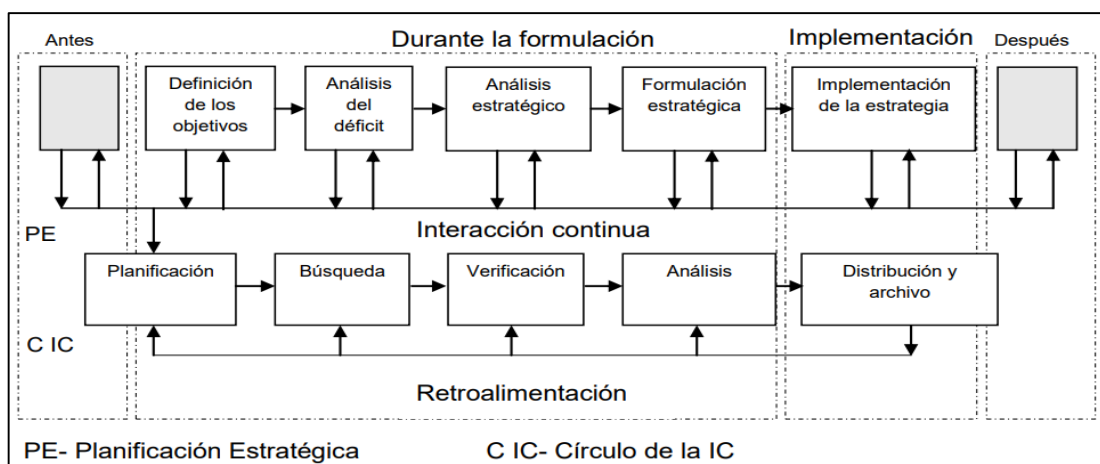 Antes
Durante la formulación
Implementación
Después
Definición
de los
objetivos
Análisis
del
déficit
Análisis
estratégico
Formulación
estratégica
Implementación
de la estrategia
PE
Interacción continua
Planificación
Búsqueda
Verificación
Análisis
Distribución y
archivo
C IC
Retroalimentación
PE- Planificación Estratégica
C IC- Círculo de la IC